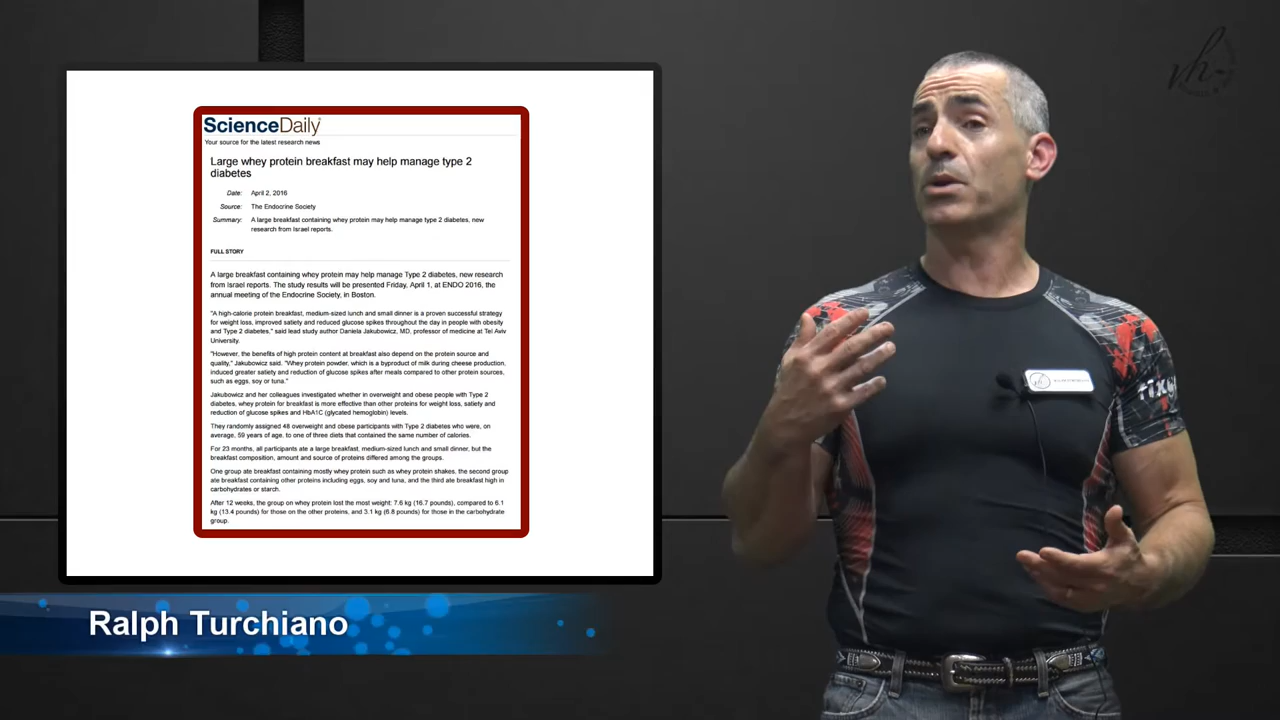 ScienceDaily
Your source for the latest research news
Large whey protein breakfast may help manage type 2
diabetes
Date: April 2, 2016
Source: The Endocrine Society
Summary: A large breakfast containing whey protein may help manage type 2 diabetes, new
research from Israel reports.
FULL STORY
A large breakfast containing whey protein may help manage Type 2 diabetes, new research
from Israel reports. The study results will be presented Friday, April 1, at ENDO 2016, the
annual meeting of the Endocrine Society, in Boston.
"A high-calorie protein breakfast, medium-sized lunch and small dinner is a proven successful strategy
for weight loss, improved satiety and reduced glucose spikes throughout the day in people with obesity
and Type 2 diabetes," said lead study author Daniela Jakubowicz, MD, professor of medicine at Tel Aviv
University.
"However, the benefits of high protein content at breakfast also depend on the protein source and
quality," Jakubowicz said. "Whey protein powder, which is a byproduct of milk during cheese production,
induced greater satiety and reduction of glucose spikes after meals compared to other protein sources,
such as eggs, soy or tuna."
Jakubowicz and her colleagues investigated whether in overweight and obese people with Type 2
diabetes, whey protein for breakfast is more effective than other proteins for weight loss, satiety and
reduction of glucose spikes and HbA1C (glycated hemoglobin) levels.
They randomly assigned 48 overweight and obese participants with Type 2 diabetes who were, on
average, 59 years of age, to one of three diets that contained the same number of calories.
For 23 months, all participants ate a large breakfast, medium-sized lunch and small dinner, but the
breakfast composition, amount and source of proteins differed among the groups.
One group ate breakfast containing mostly whey protein such as whey protein shakes, the second group
ate breakfast containing other proteins including eggs, soy and tuna, and the third ate breakfast high in
carbohydrates or starch.
After 12 weeks, the group on whey protein lost the most weight: 7.6 kg (16.7 pounds), compared to 6.1
kg (13.4 pounds) for those on the other proteins, and 3.1 kg (6.8 pounds) for those in the carbohydrate
group.
Ralph Turchiano
vh